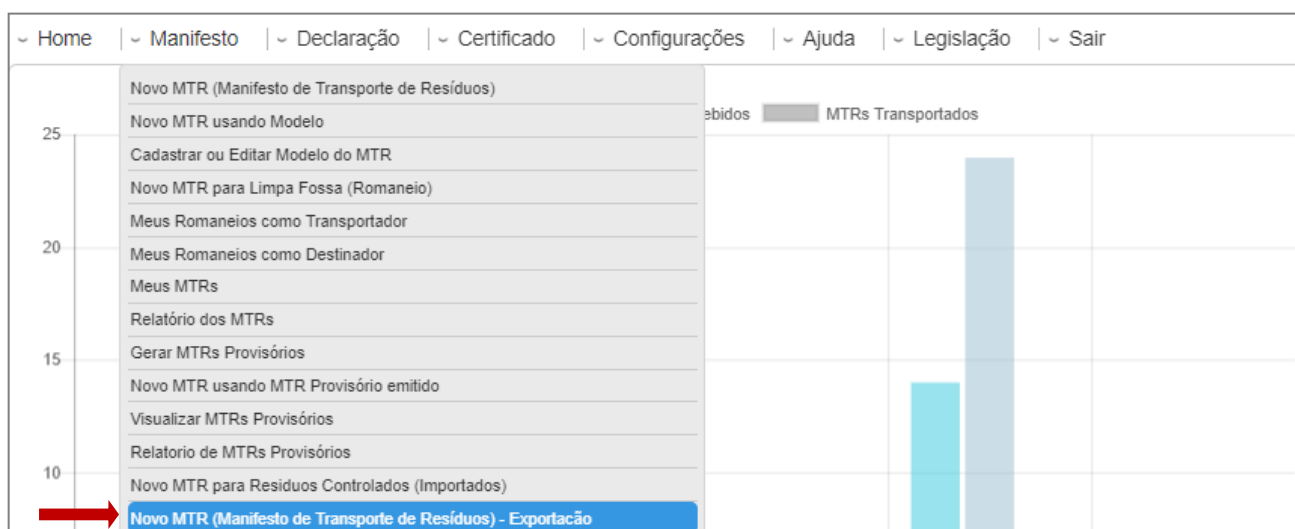 Home Manifesto Declaração Certificado Configurações Ajuda Legislação Sair
Novo MTR (Manifesto de Transporte de Resíduos)
Novo MTR usando Modelo
Cadastrar ou Editar Modelo do MTR
Novo MTR para Limpa Fossa (Romaneio)
Meus Romaneios como Transportador
Meus Romaneios como Destinador
Meus MTRs
Relatório dos MTRs
Gerar MTRs Provisórios
Novo MTR usando MTR Provisório emitido
Visualizar MTRs Provisórios
Relatorio de MTRs Provisórios
Novo MTR para Residuos Controlados (Importados)
Novo MTR (Manifesto de Transporte de Resíduos) - Exportacão
ebidos MTRs Transportados
25
20
15
10